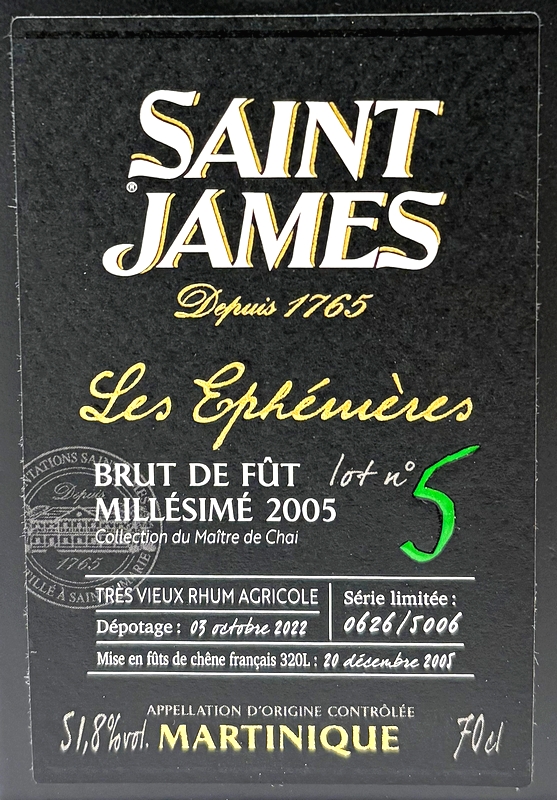 SAINT
JAMES
®
Depuis 1765
Les Ephémères
BRUT DE FÛT lot n° 5
MILLÉSIMÉ 2005
Collection du Maître de Chai
Depuis
1765
TRÈS VIEUX RHUM AGRICOLE
Série limitée :
Dépotage : 03 octobre 2022
0626/5006
Mise en fûts de chêne français 320L : 20 décembre 2005
APPELLATION D'ORIGINE CONTRÔLÉE
51,8%vol. MARTINIQUE 70cl